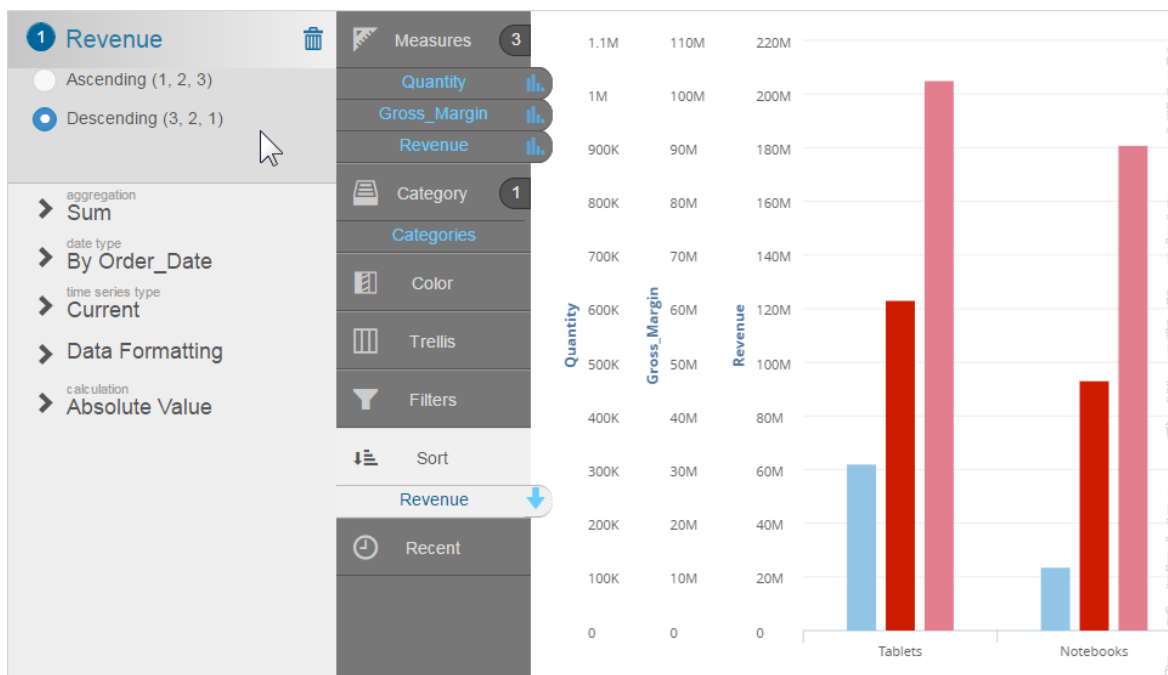 1 Revenue
Ascending (1, 2, 3)
Descending (3, 2, 1)
aggregation
Sum
date type
By Order_Date
time series type
Current
Data Formatting
calculation
Absolute Value
Measures 3
Quantity
Gross_Margin
Revenue
Category 1
Categories
Color
Trellis
Filters
Sort
Revenue
Recent
Quantity
1.1M
1M
900K
800K
700K
600K
500K
400K
300K
200K
100K
0
Gross_Margin
110M
100M
90M
80M
70M
60M
50M
40M
30M
20M
10M
0
Revenue
220M
200M
180M
160M
140M
120M
100M
80M
60M
40M
20M
0
Tablets
Notebooks